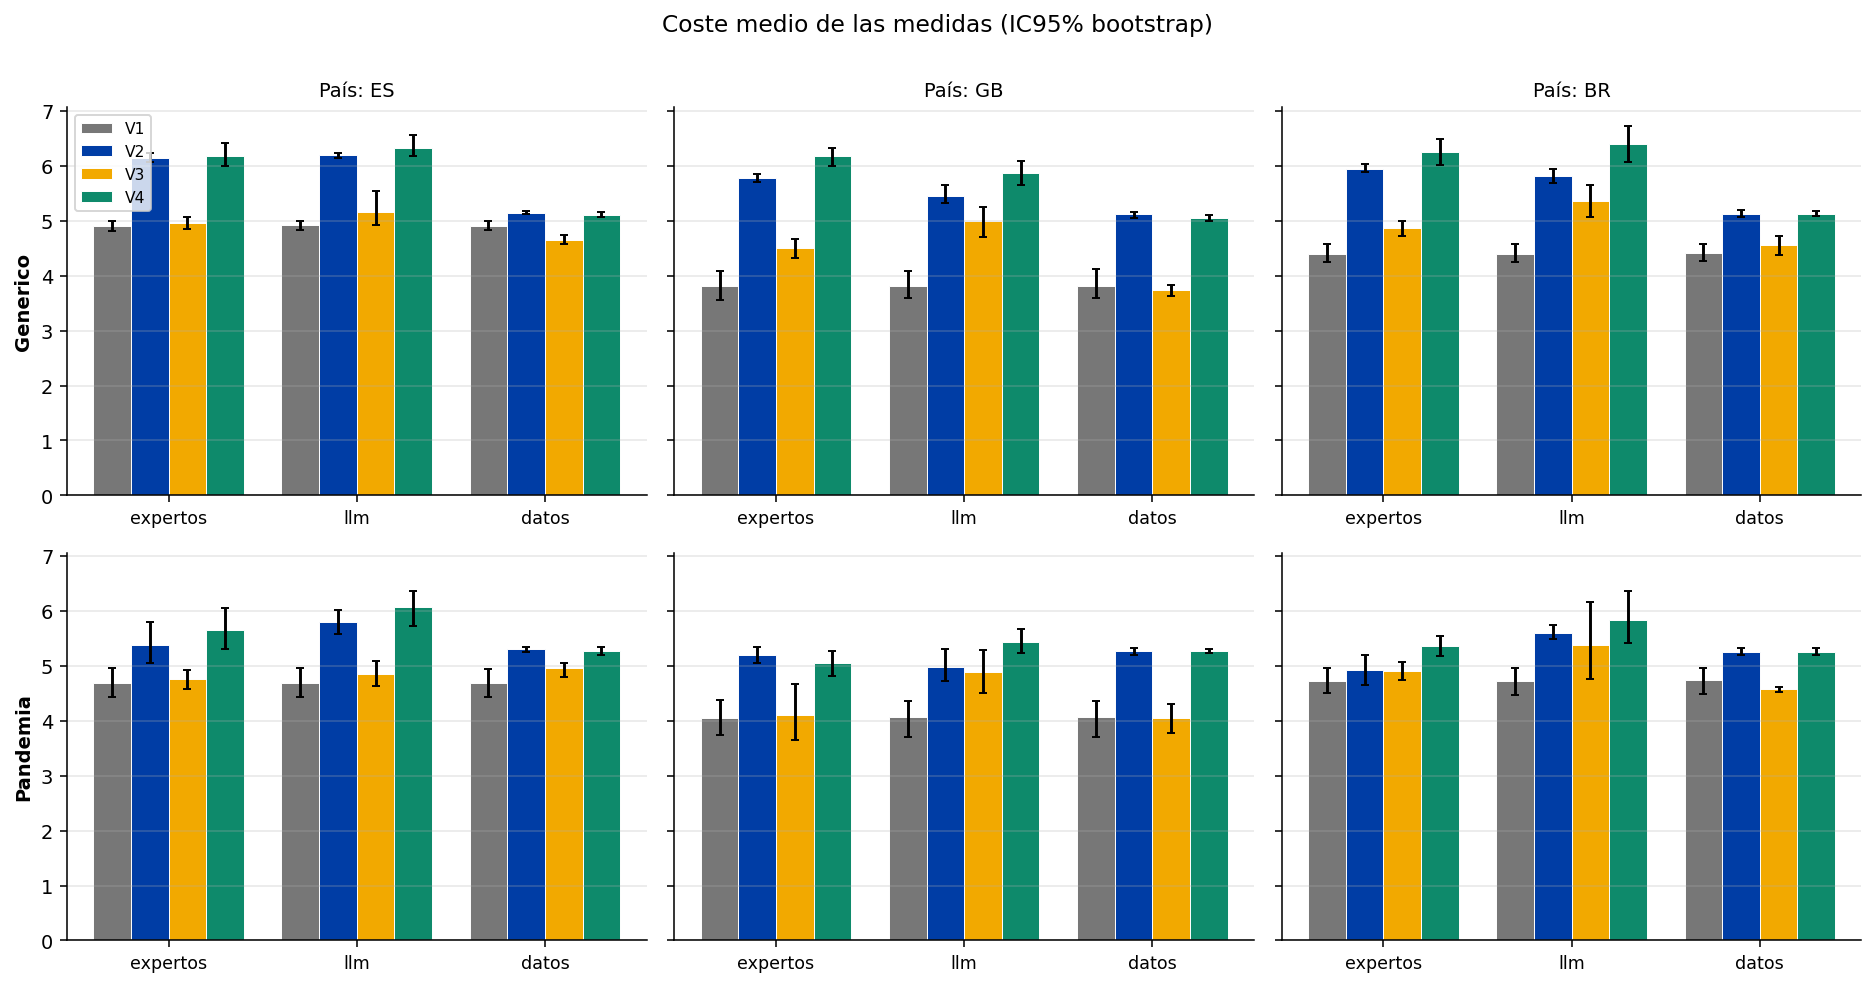 Coste medio de las medidas (IC95% bootstrap)
País: ES
País: GB
País: BR
Generico
7
6
5
4
3
2
1
0
V1
V2
V3
V4
expertos llm datos
expertos llm datos
expertos llm datos
Pandemia
7
6
5
4
3
2
1
0
expertos llm datos
expertos llm datos
expertos llm datos